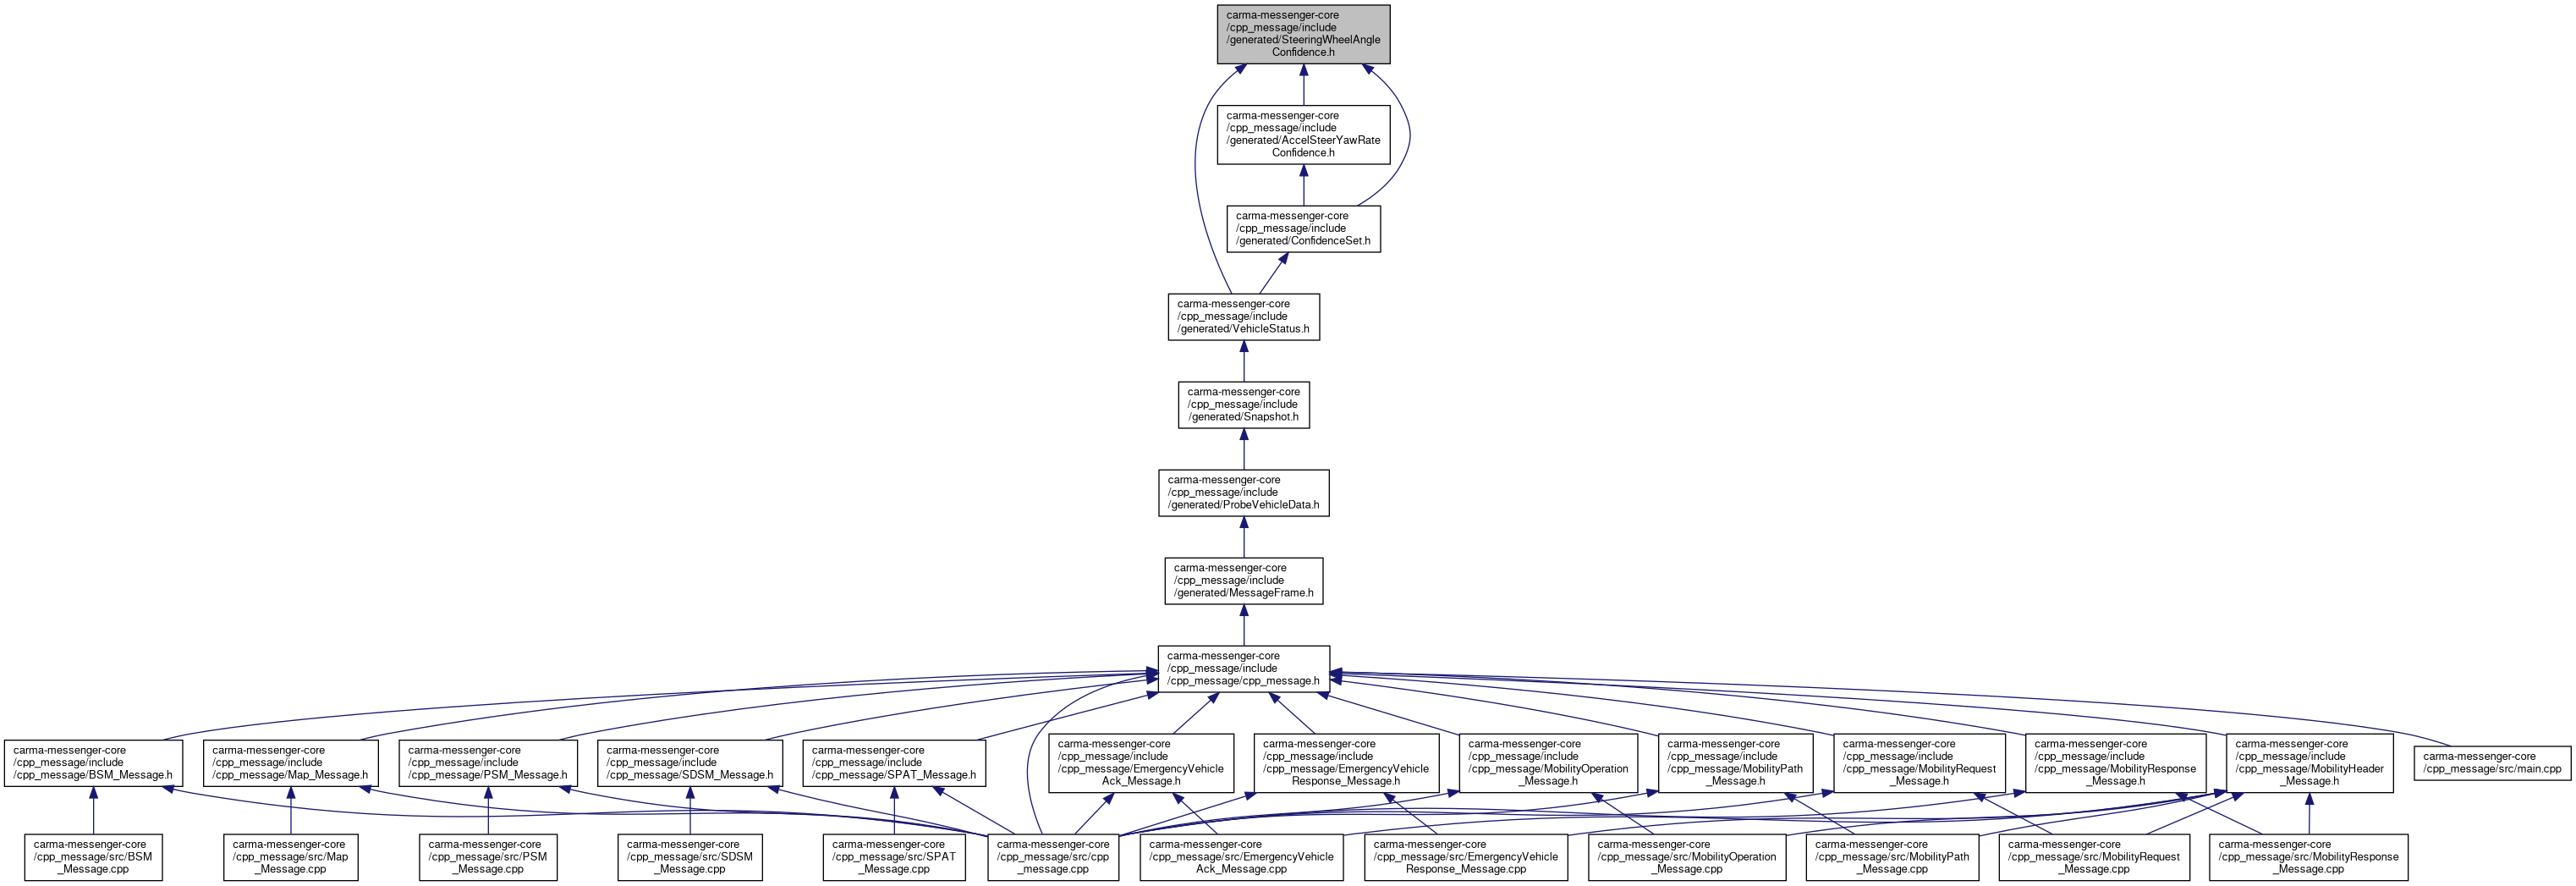 carma-messenger-core
/cpp_message/include
/generated/SteeringWheelAngle
Confidence.h
carma-messenger-core
/cpp_message/include
/generated/AccelSteerYawRate
Confidence.h
carma-messenger-core
/cpp_message/include
/generated/ConfidenceSet.h
carma-messenger-core
/cpp_message/include
/generated/VehicleStatus.h
carma-messenger-core
/cpp_message/include
/generated/Snapshot.h
carma-messenger-core
/cpp_message/include
/generated/ProbeVehicleData.h
carma-messenger-core
/cpp_message/include
/generated/MessageFrame.h
carma-messenger-core
/cpp_message/include
/cpp_message/cpp_message.h
carma-messenger-core
/cpp_message/include
/cpp_message/BSM_Message.h
carma-messenger-core
/cpp_message/include
/cpp_message/Map_Message.h
carma-messenger-core
/cpp_message/include
/cpp_message/PSM_Message.h
carma-messenger-core
/cpp_message/include
/cpp_message/SDSM_Message.h
carma-messenger-core
/cpp_message/include
/cpp_message/SPAT_Message.h
carma-messenger-core
/cpp_message/include
/cpp_message/EmergencyVehicle
Ack_Message.h
carma-messenger-core
/cpp_message/include
/cpp_message/EmergencyVehicle
Response_Message.h
carma-messenger-core
/cpp_message/include
/cpp_message/MobilityOperation
_Message.h
carma-messenger-core
/cpp_message/include
/cpp_message/MobilityPath
_Message.h
carma-messenger-core
/cpp_message/include
/cpp_message/MobilityRequest
_Message.h
carma-messenger-core
/cpp_message/include
/cpp_message/MobilityResponse
_Message.h
carma-messenger-core
/cpp_message/include
/cpp_message/MobilityHeader
_Message.h
carma-messenger-core
/cpp_message/src/main.cpp
carma-messenger-core
/cpp_message/src/BSM
_Message.cpp
carma-messenger-core
/cpp_message/src/Map
_Message.cpp
carma-messenger-core
/cpp_message/src/PSM
_Message.cpp
carma-messenger-core
/cpp_message/src/SDSM
_Message.cpp
carma-messenger-core
/cpp_message/src/SPAT
_Message.cpp
carma-messenger-core
/cpp_message/src/cpp
_message.cpp
carma-messenger-core
/cpp_message/src/EmergencyVehicle
Ack_Message.cpp
carma-messenger-core
/cpp_message/src/EmergencyVehicle
Response_Message.cpp
carma-messenger-core
/cpp_message/src/MobilityOperation
_Message.cpp
carma-messenger-core
/cpp_message/src/MobilityPath
_Message.cpp
carma-messenger-core
/cpp_message/src/MobilityRequest
_Message.cpp
carma-messenger-core
/cpp_message/src/MobilityResponse
_Message.cpp